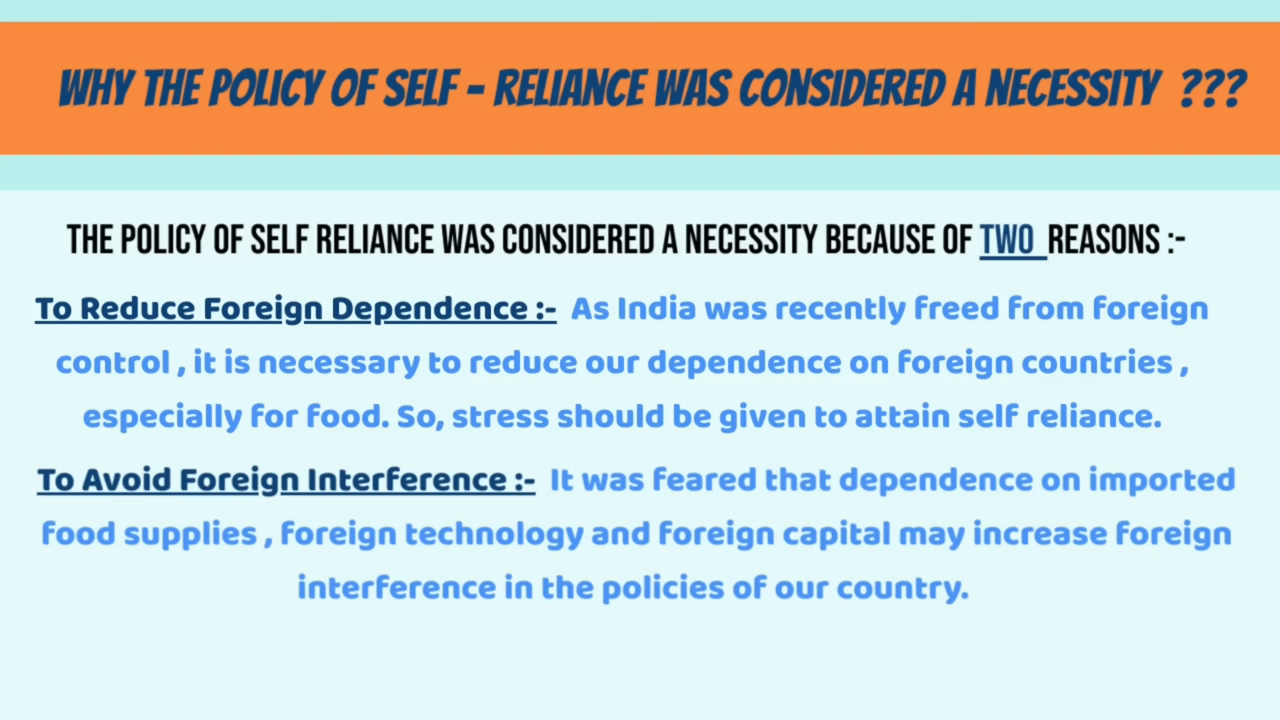 WHY THE POLICY OF SELF - RELIANCE WAS CONSIDERED A NECESSITY ???
THE POLICY OF SELF RELIANCE WAS CONSIDERED A NECESSITY BECAUSE OF TWO REASONS :-
To Reduce Foreign Dependence :- As India was recently freed from foreign
control , it is necessary to reduce our dependence on foreign countries ,
especially for food. So, stress should be given to attain self reliance.
To Avoid Foreign Interference :- It was feared that dependence on imported
food supplies , foreign technology and foreign capital may increase foreign
interference in the policies of our country.